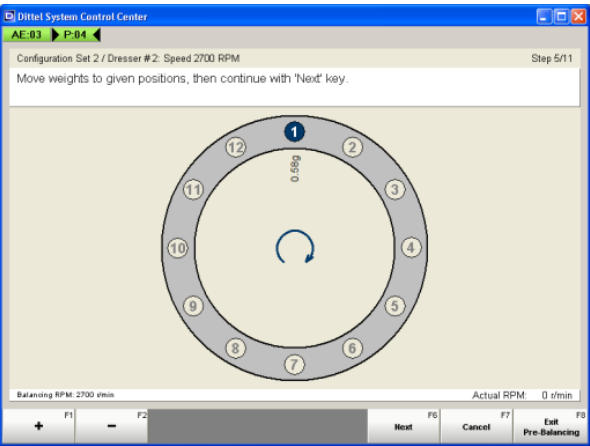 Dittel System Control Center
AE:03 P:04
Configuration Set 2 / Dresser #2: Speed 2700 RPM Step 5/11
Move weights to given positions, then continue with 'Next' key.
1
12 2
0.58g
11 3
10 4
9 5
8 6
7
Balancing RPM: 2700 r/min Actual RPM: 0 r/min
F1 F2 F6 F7 F8
+ - Next Cancel Exit
Pre-Balancing